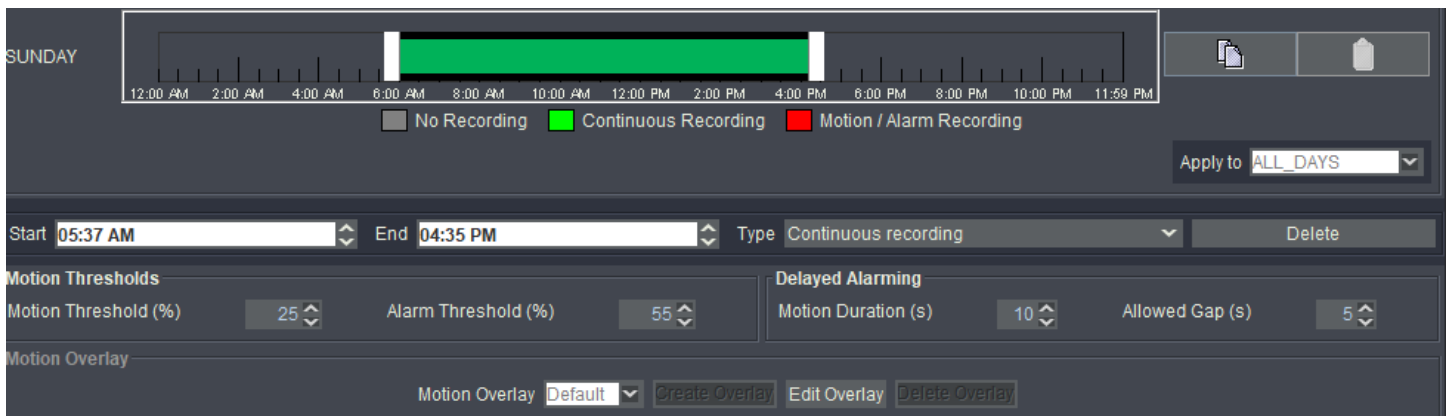 SUNDAY
12:00 AM 2:00 AM 4:00 AM 6:00 AM 8:00 AM 10:00 AM 12:00 PM 2:00 PM 4:00 PM 6:00 PM 8:00 PM 10:00 PM 11:59 PM
No Recording Continuous Recording Motion / Alarm Recording
Apply to ALL_DAYS
Start 05:37 AM End 04:35 PM Type Continuous recording Delete
Motion Thresholds Delayed Alarming
Motion Threshold (%) 25 Alarm Threshold (%) 55 Motion Duration (s) 10 Allowed Gap (s) 5
Motion Overlay
Motion Overlay Default Create Overlay Edit Overlay Delete Overlay